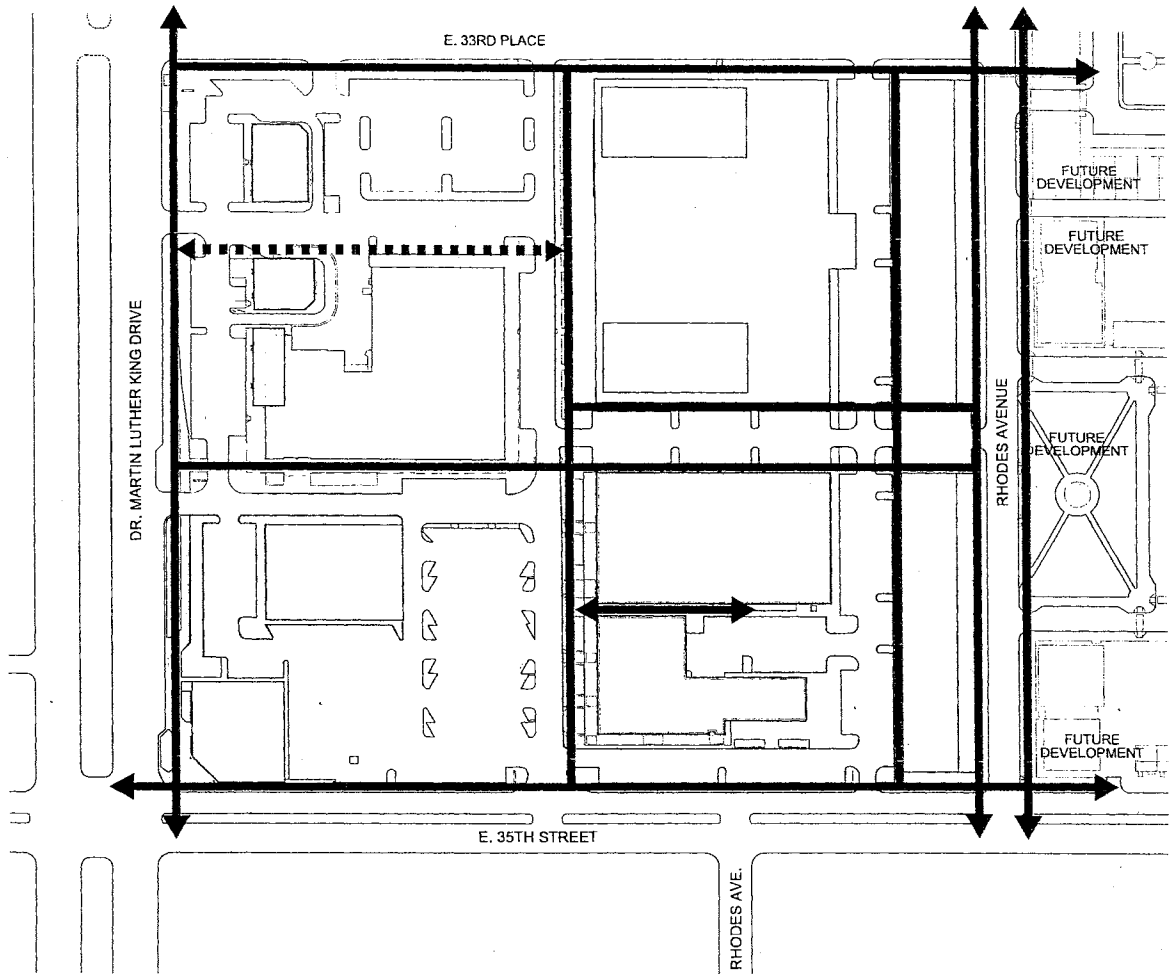 E. 33RD PLACE
FUTURE
DEVELOPMENT
FUTURE
DEVELOPMENT
DR. MARTIN LUTHER KING DRIVE
RHODES AVENUE
FUTURE
DEVELOPMENT
FUTURE
DEVELOPMENT
E. 35TH STREET
RHODES AVE.